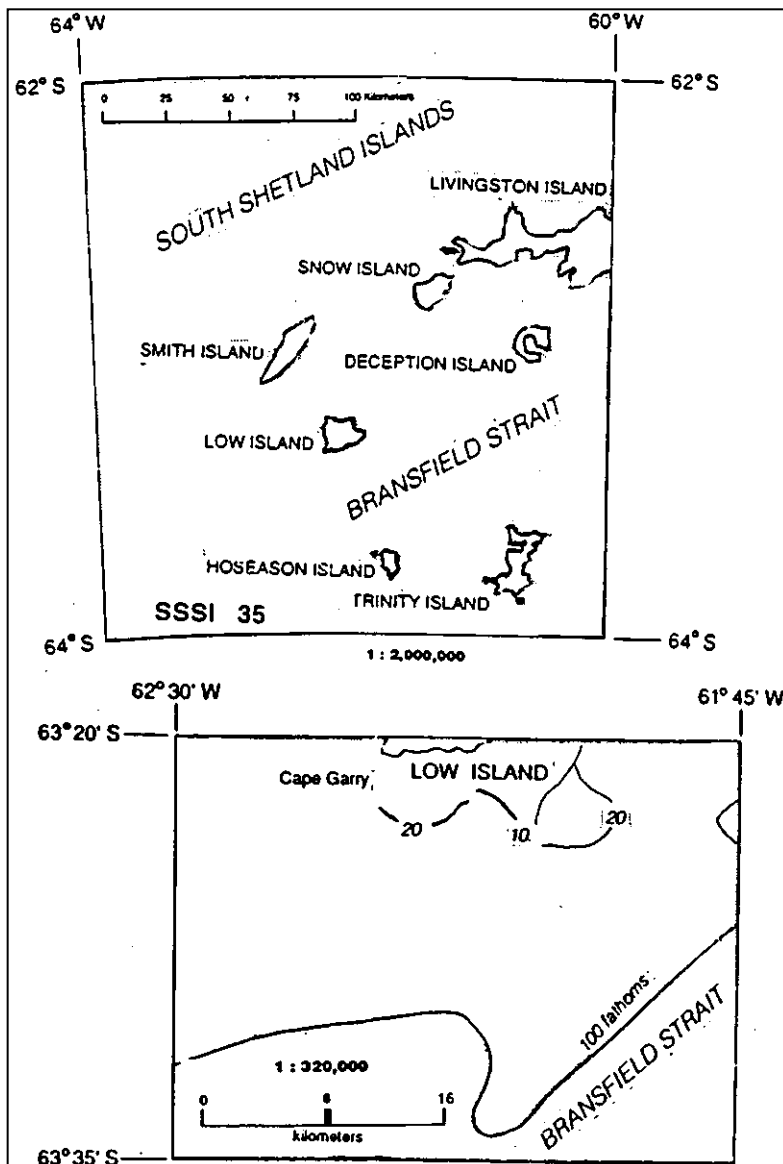 64° W
60° W
62° S
62° S
0 25 50 75 100 Kilometers
SOUTH SHETLAND ISLANDS
LIVINGSTON ISLAND
SNOW ISLAND
SMITH ISLAND
DECEPTION ISLAND
LOW ISLAND
BRANSFIELD STRAIT
HOSEASON ISLAND
TRINITY ISLAND
SSSI 35
64° S
64° S
1 : 2,000,000
62° 30' W
61° 45' W
63° 20' S
Cape Garry
LOW ISLAND
20
10
20
100 fathoms
1 : 320,000
BRANSFIELD STRAIT
0 8 16
kilometers
63° 35' S